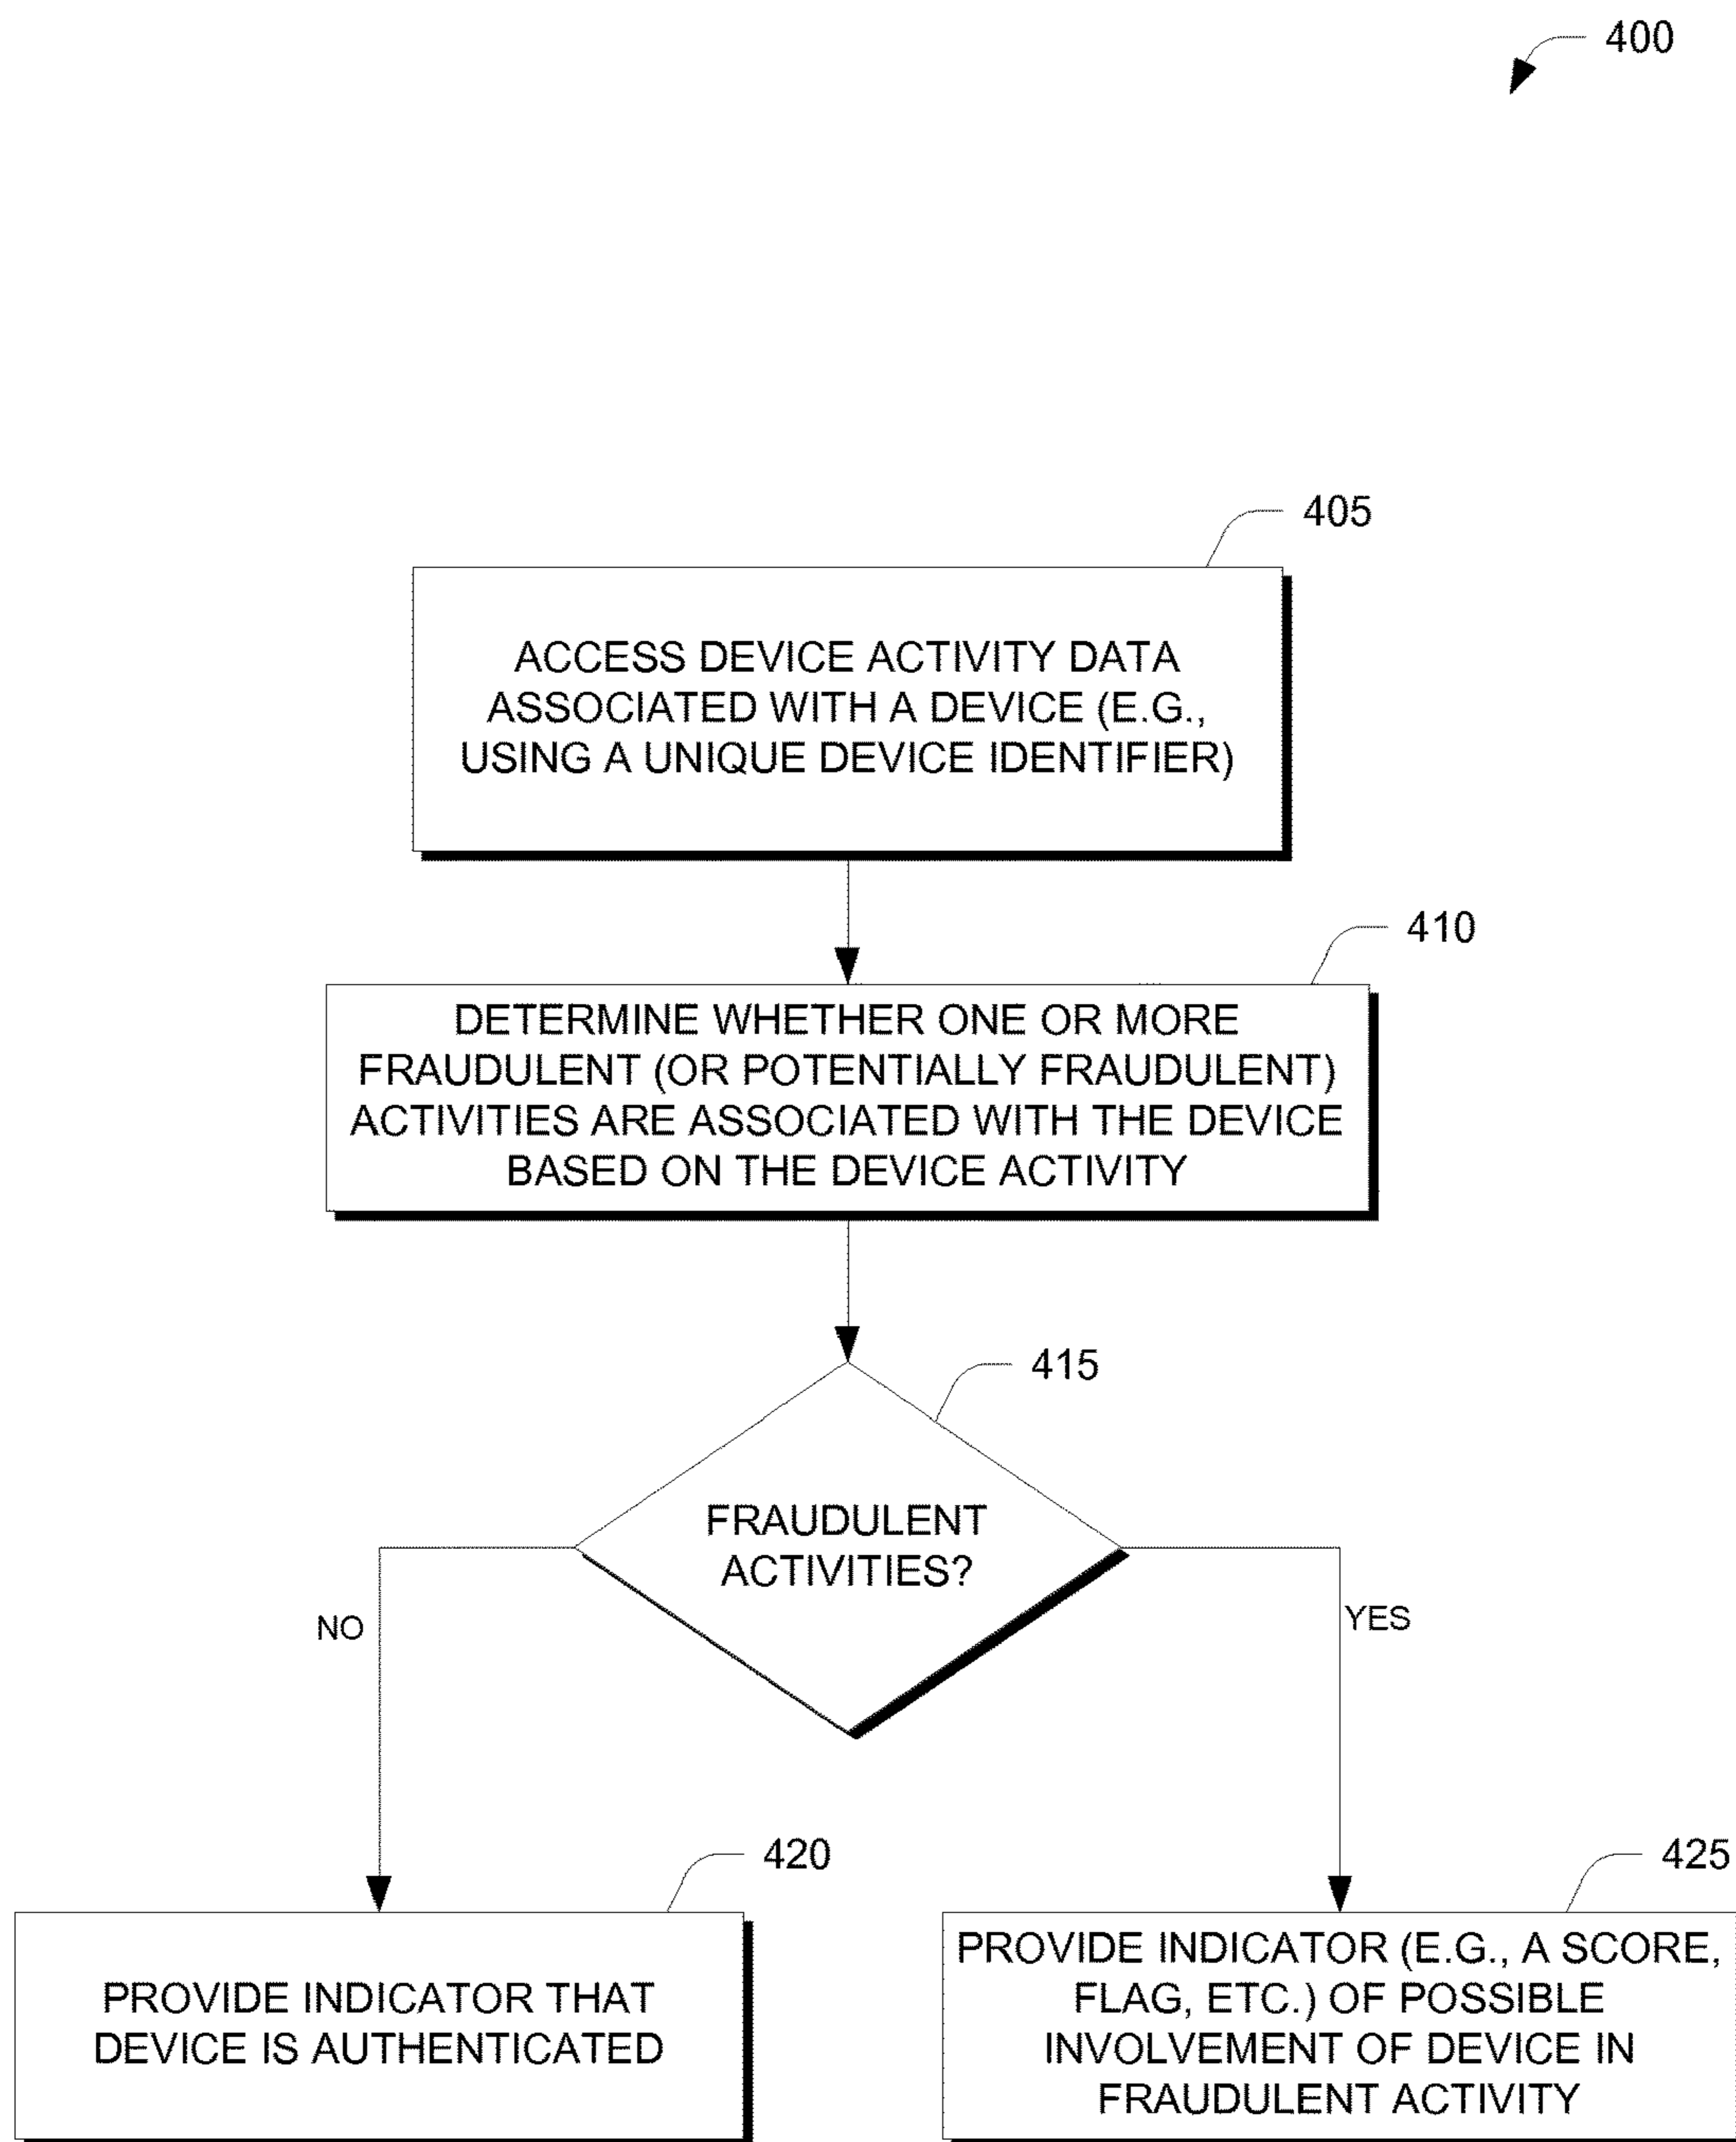 400
405
ACCESS DEVICE ACTIVITY DATA
ASSOCIATED WITH A DEVICE (E.G.,
USING A UNIQUE DEVICE IDENTIFIER)
410
DETERMINE WHETHER ONE OR MORE
FRAUDULENT (OR POTENTIALLY FRAUDULENT)
ACTIVITIES ARE ASSOCIATED WITH THE DEVICE
BASED ON THE DEVICE ACTIVITY
415
FRAUDULENT
ACTIVITIES?
NO
YES
420
PROVIDE INDICATOR THAT
DEVICE IS AUTHENTICATED
425
PROVIDE INDICATOR (E.G., A SCORE,
FLAG, ETC.) OF POSSIBLE
INVOLVEMENT OF DEVICE IN
FRAUDULENT ACTIVITY